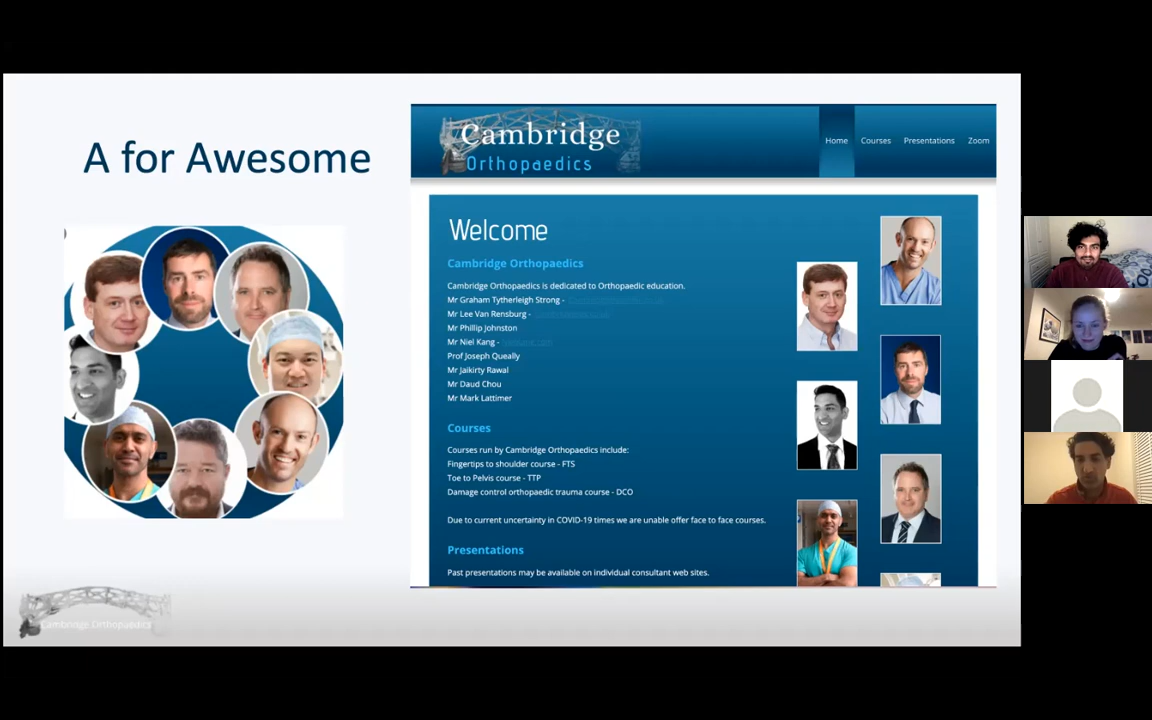 A for Awesome
Cambridge
Orthopaedics
Home Courses Presentations Zoom
Welcome
Cambridge Orthopaedics
Cambridge Orthopaedics is dedicated to Orthopaedic education.
Mr Graham Tytherleigh Strong -
Mr Lee Van Rensburg -
Mr Phillip Johnston
Mr Niel Kang -
Prof Joseph Queally
Mr Jaikirty Rawal
Mr Daud Chou
Mr Mark Lattimer
Courses
Courses run by Cambridge Orthopaedics include:
Fingertips to shoulder course - FTS
Toe to Pelvis course - TTP
Damage control orthopaedic trauma course - DCO
Due to current uncertainty in COVID-19 times we are unable offer face to face courses.
Presentations
Past presentations may be available on individual consultant web sites.
Cambridge Orthopaedics